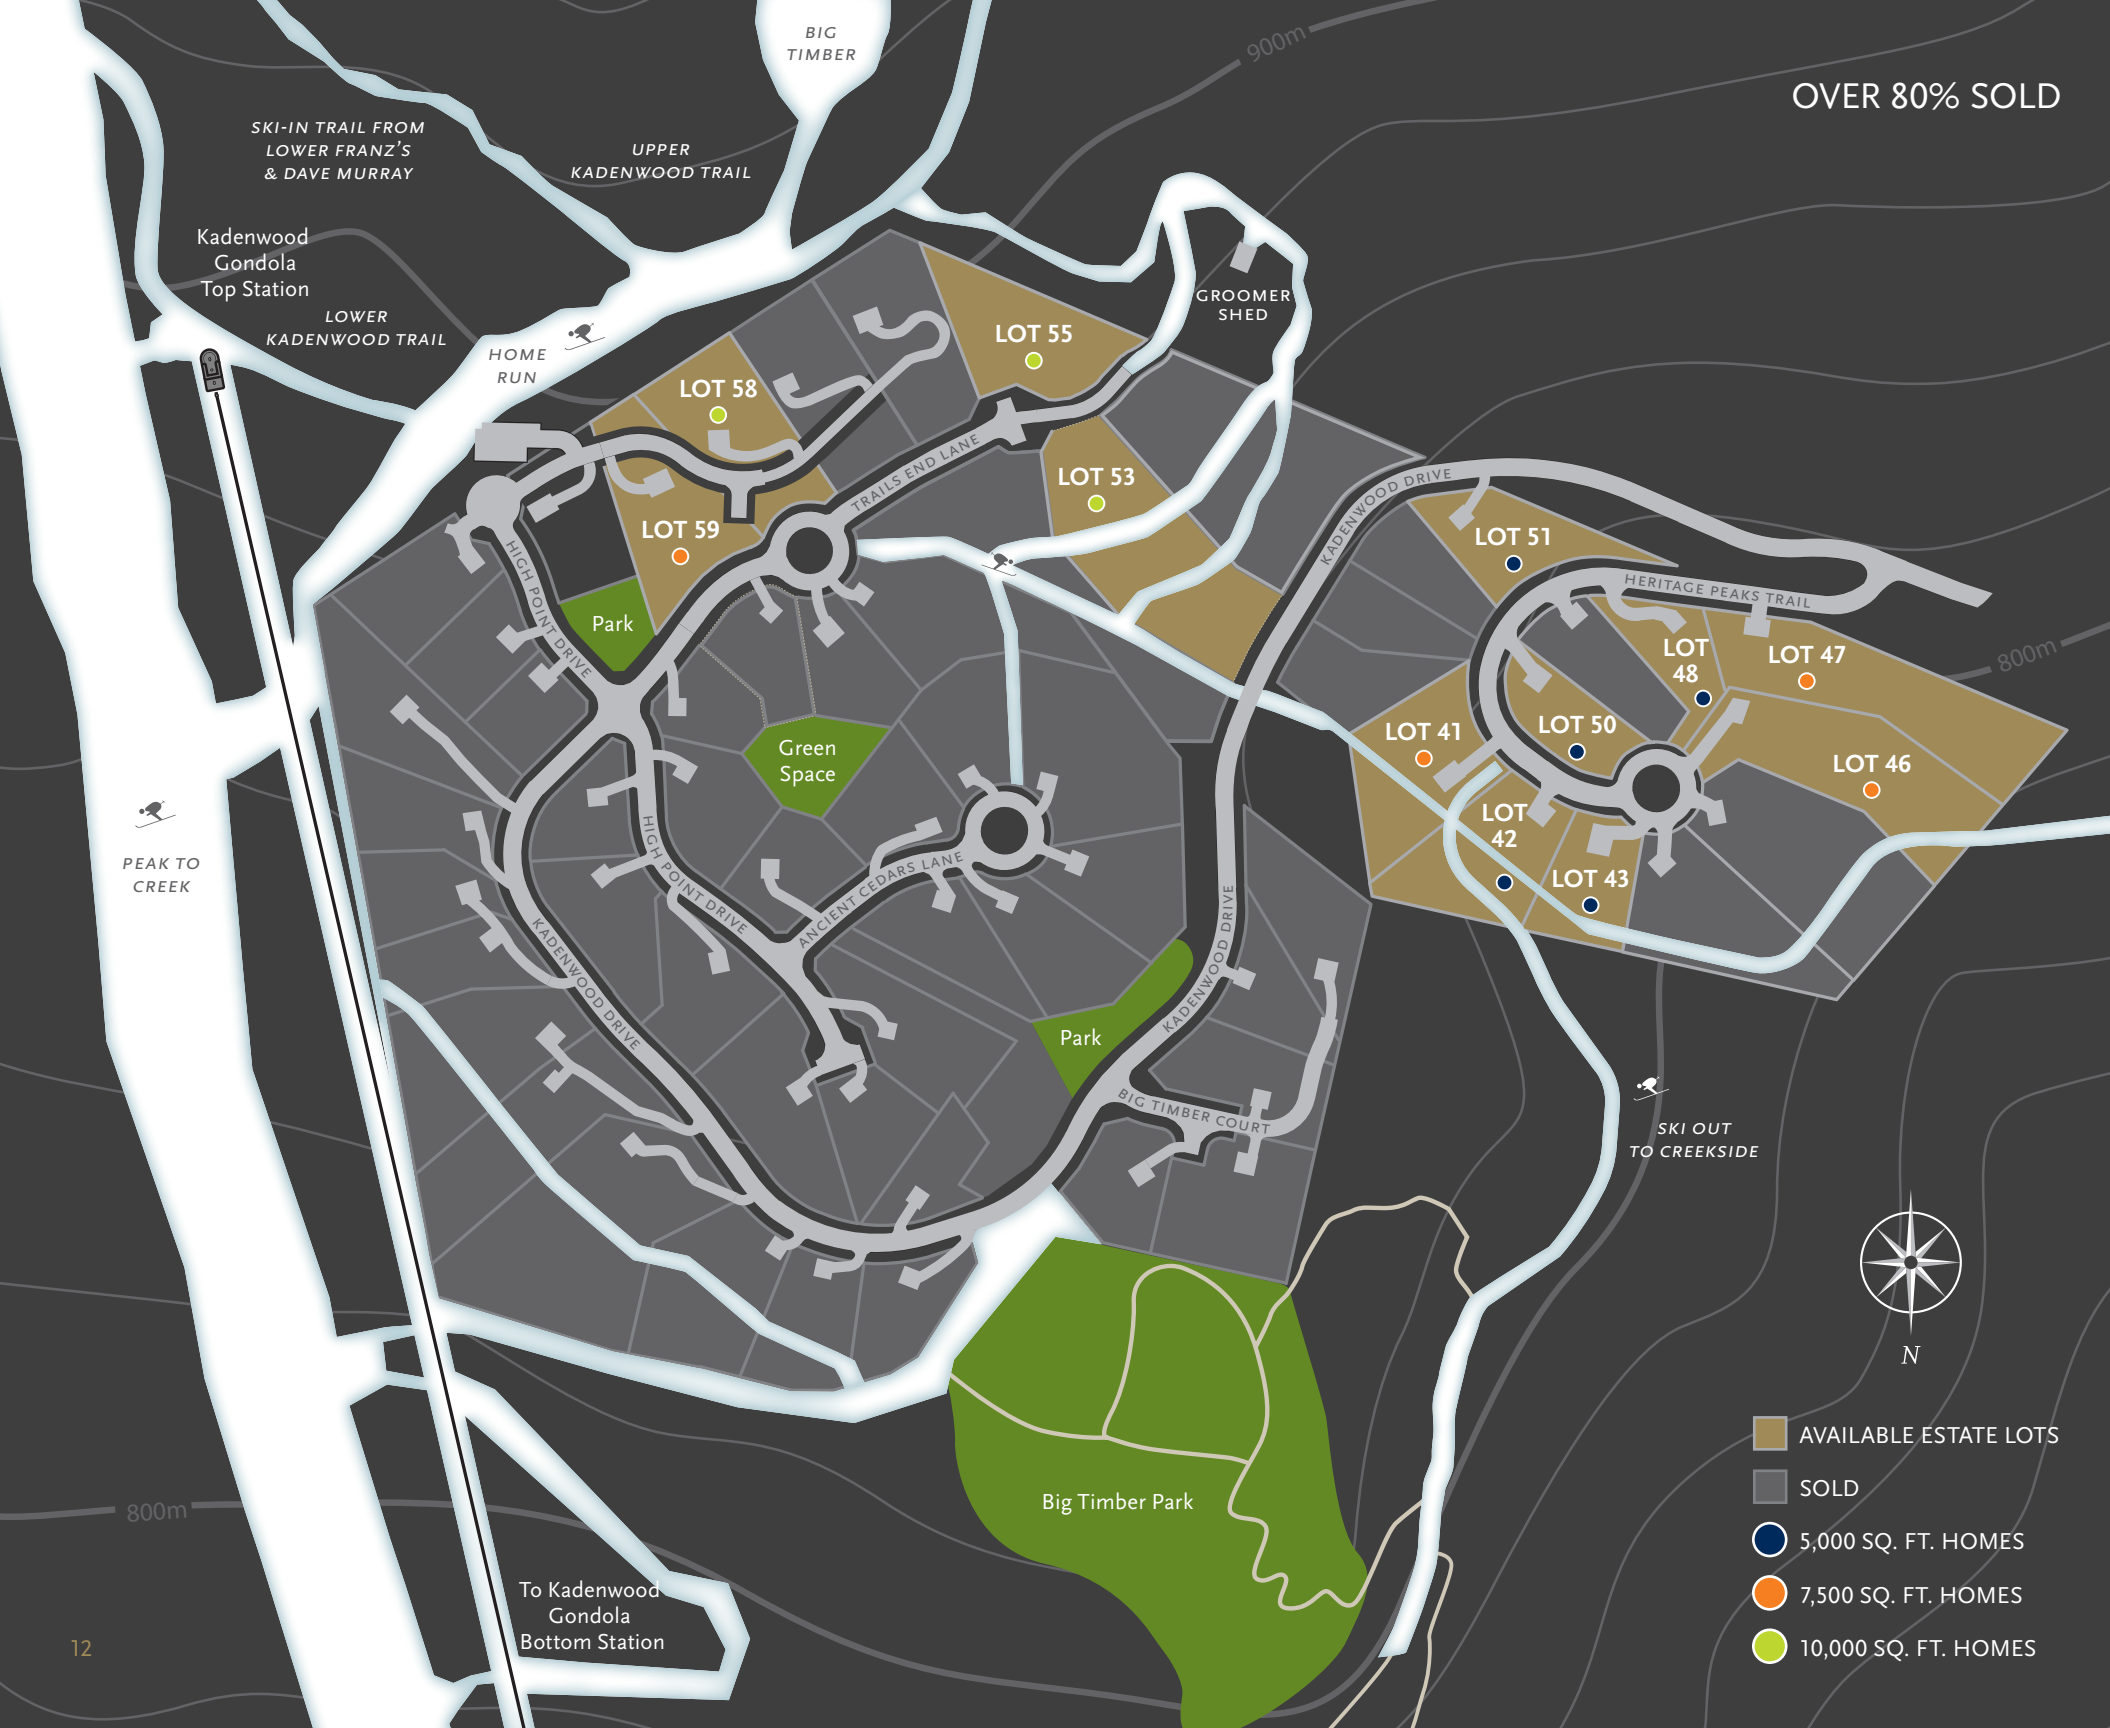 BIG
TIMBER
900m
OVER 80% SOLD
SKI-IN TRAIL FROM
LOWER FRANZ'S
& DAVE MURRAY
UPPER
KADENWOOD TRAIL
Kadenwood
Gondola
Top Station
LOWER
KADENWOOD TRAIL
HOME
RUN
GROOMER
SHED
LOT 55
LOT 58
LOT 53
LOT 59
TRAILS END LANE
KADENWOOD DRIVE
LOT 51
HERITAGE PEAKS TRAIL
HIGH POINT DRIVE
Park
LOT
48
LOT 47
800m
LOT 41
LOT 50
LOT 46
Green
Space
LOT
42
LOT 43
PEAK TO
CREEK
HIGH POINT DRIVE
ANCIENT CEDARS LANE
KADENWOOD DRIVE
KADENWOOD DRIVE
KADENWOOD DRIVE
Park
BIG TIMBER COURT
SKI OUT
TO CREEKSIDE
N
Big Timber Park
800m
To Kadenwood
Gondola
Bottom Station
AVAILABLE ESTATE LOTS
SOLD
5,000 SQ. FT. HOMES
7,500 SQ. FT. HOMES
10,000 SQ. FT. HOMES
12